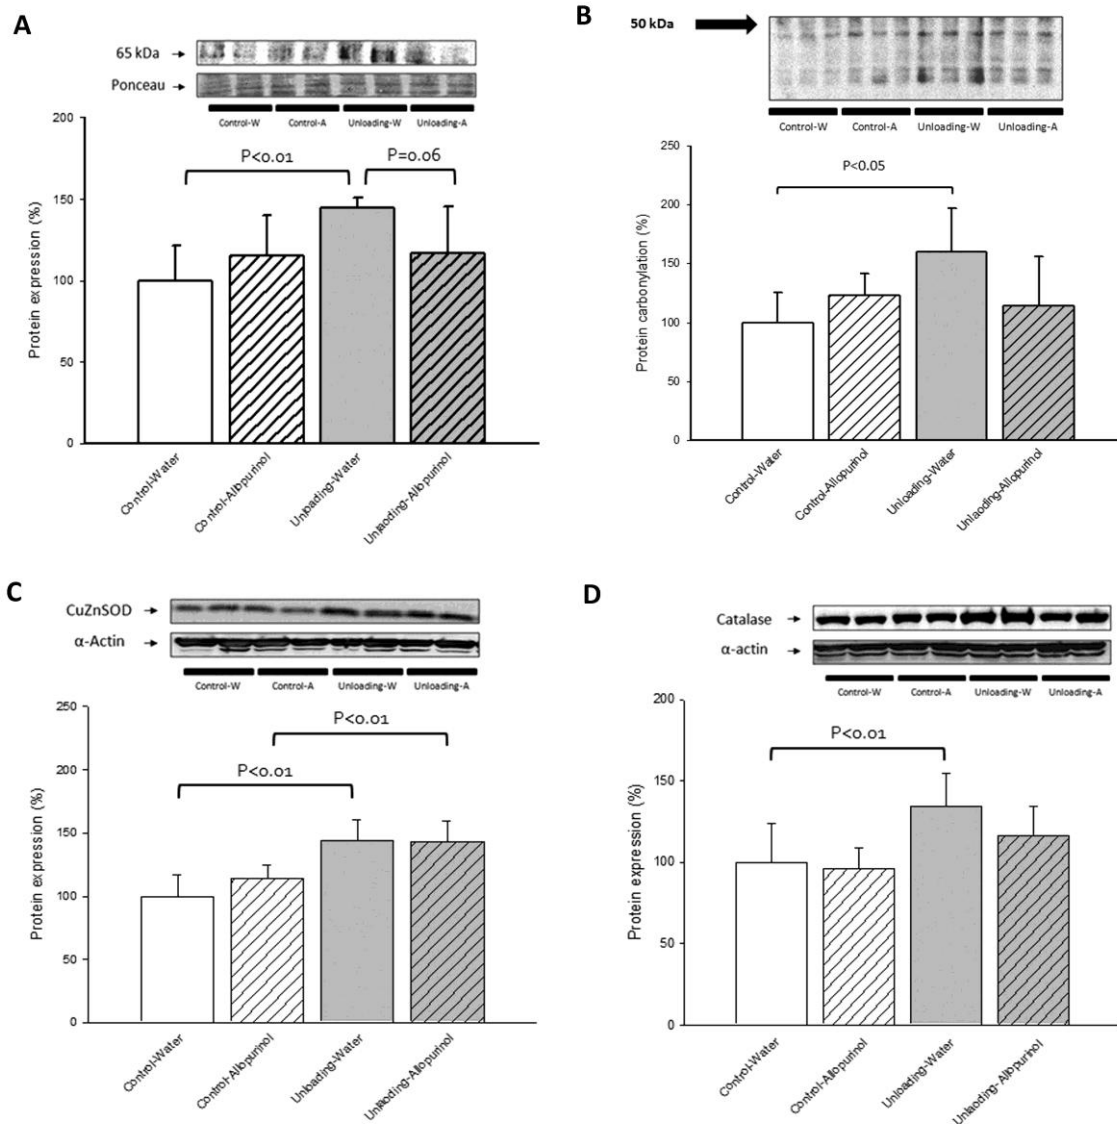 A
65 kDa
Ponceau
Control-W Control-A Unloading-W Unloading-A
200
150
100
50
0
Protein expression (%)
P<0.01
P=0.06
Control-Water
Control-Allopurinol
Unloading-Water
Unlaoding-Allopurinol
B
50 kDa
Control-W Control-A Unloading-W Unloading-A
250
200
150
100
50
0
Protein carbonylation (%)
P<0.05
Control-Water
Control-Allopurinol
Unloading-Water
Unlaoding-Allopurinol
C
CuZnSOD
α-Actin
Control-W Control-A Unloading-W Unloading-A
250
200
150
100
50
0
Protein expression (%)
P<0.01
P<0.01
Control-Water
Control-Allopurinol
Unloading-Water
Unlaoding-Allopurinol
D
Catalase
α-actin
Control-W Control-A Unloading-W Unloading-A
200
150
100
50
0
Protein expression (%)
P<0.01
Control-Water
Control-Allopurinol
Unloading-Water
Unlaoding-Allopurinol